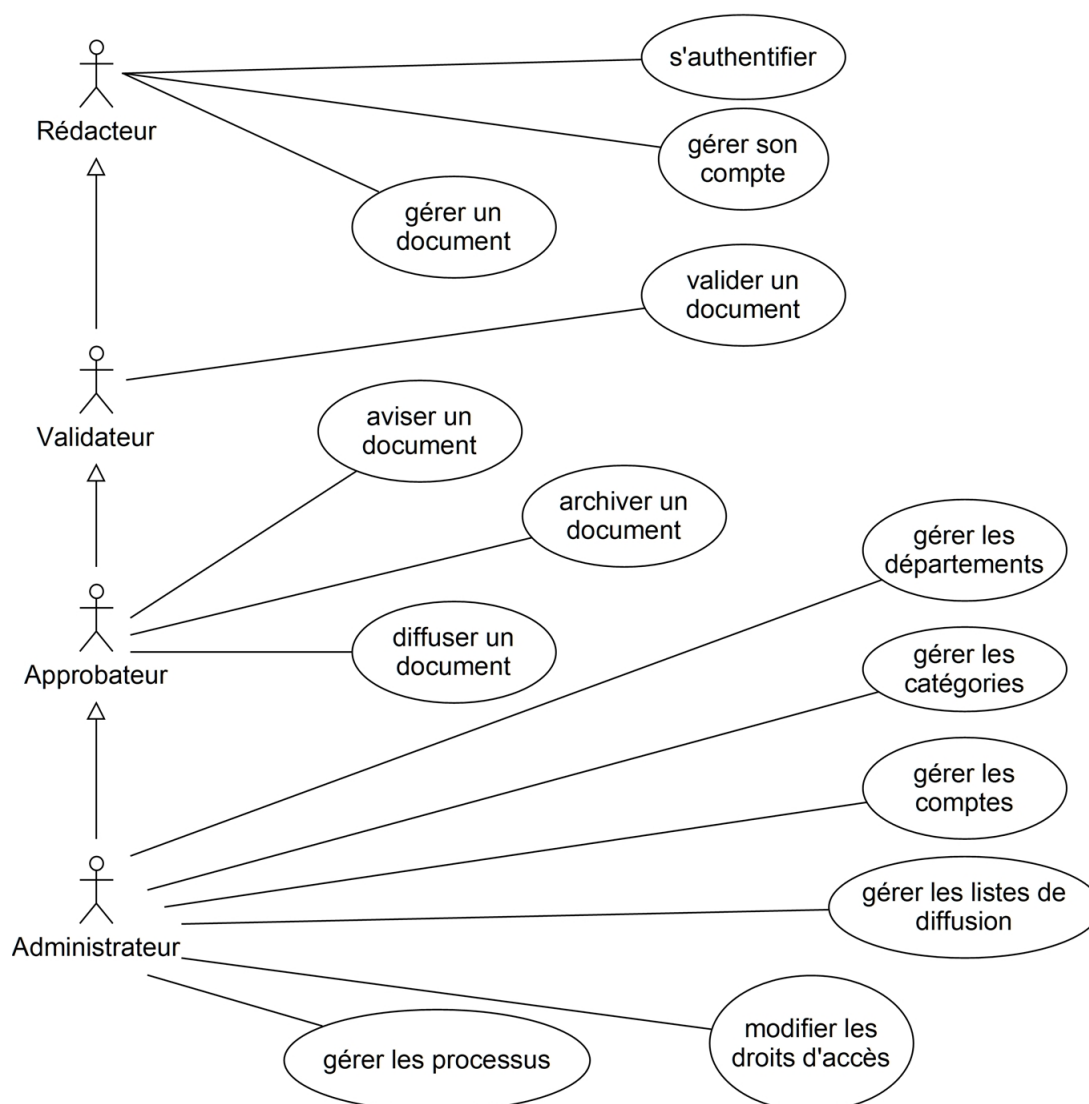 s'authentifier
Rédacteur
gérer son
compte
gérer un
document
valider un
document
Validateur
aviser un
document
archiver un
document
gérer les
départements
diffuser un
document
Approbateur
gérer les
catégories
gérer les
comptes
gérer les listes de
diffusion
Administrateur
modifier les
droits d'accès
gérer les processus